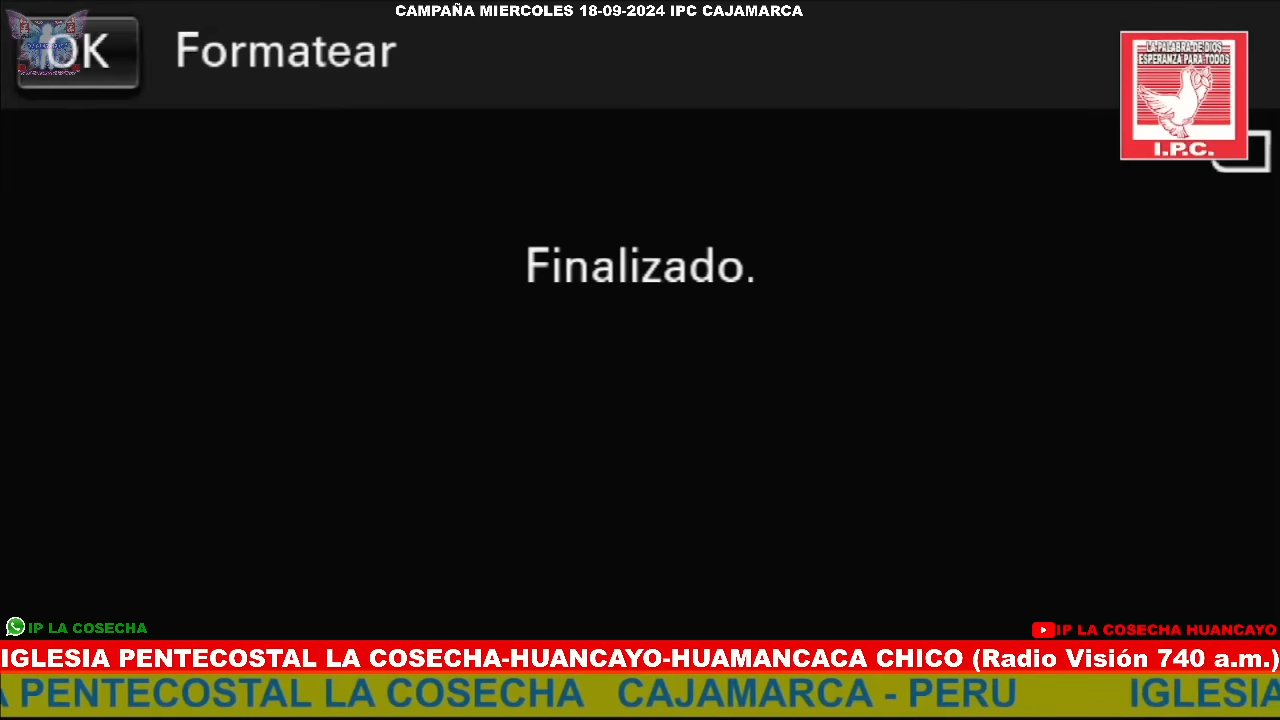 CAMPAÑA MIERCOLES 18-09-2024 IPC CAJAMARCA
OK
Formatear
LA PALABRA DE DIOS
ESPERANZA PARA TODOS
I.P.C.
Finalizado.
IP LA COSECHA
IP LA COSECHA HUANCAYO
IGLESIA PENTECOSTAL LA COSECHA-HUANCAYO-HUAMANCACA CHICO (Radio Visión 740 a.m.)
A PENTECOSTAL LA COSECHA CAJAMARCA - PERU IGLESIA